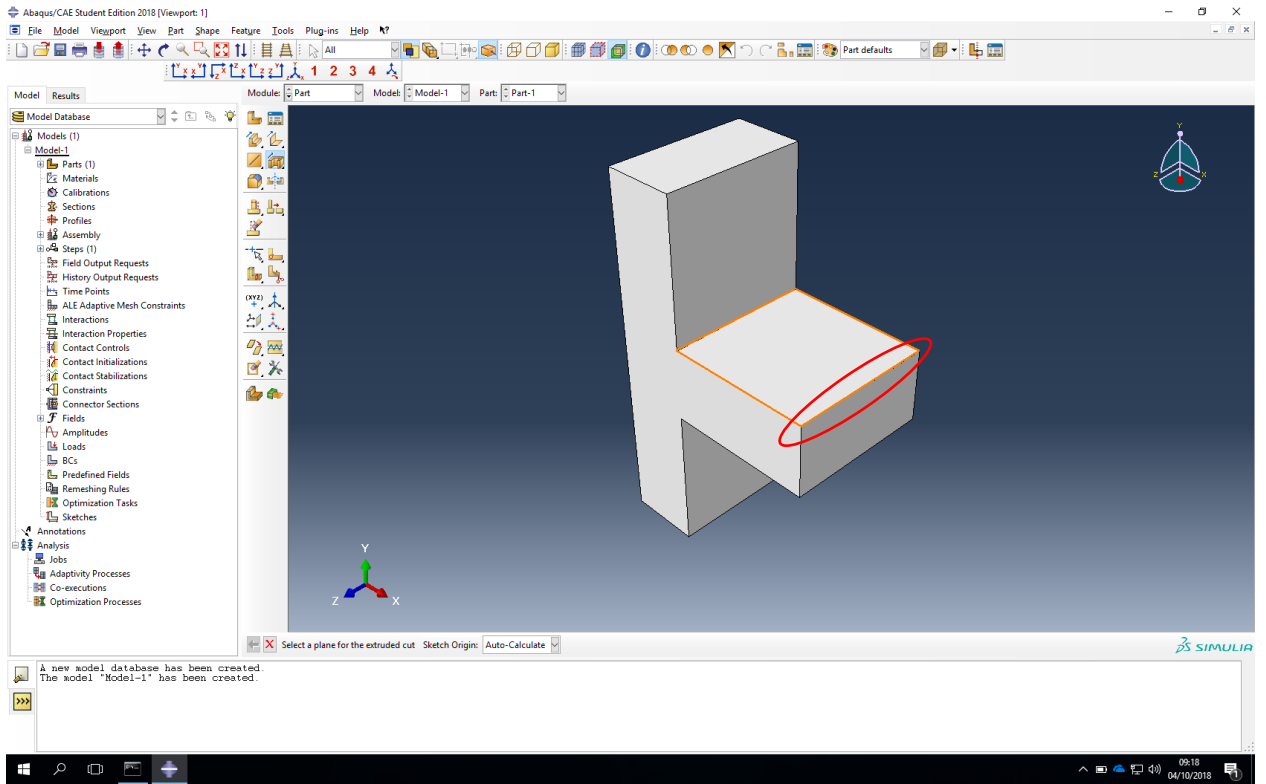 Abaqus/CAE Student Edition 2018 [Viewport: 1]
File Model Viewport View Part Shape Feature Tools Plug-ins Help
All
Part defaults
1 2 3 4
Model Results
Module: Part Model: Model-1 Part: Part-1
Model Database
Models (1)
Model-1
Parts (1)
Materials
Calibrations
Sections
Profiles
Assembly
Steps (1)
Field Output Requests
History Output Requests
Time Points
ALE Adaptive Mesh Constraints
Interactions
Interaction Properties
Contact Controls
Contact Initializations
Contact Stabilizations
Constraints
Connector Sections
Fields
Amplitudes
Loads
BCs
Predefined Fields
Remeshing Rules
Optimization Tasks
Sketches
Annotations
Analysis
Jobs
Adaptivity Processes
Co-executions
Optimization Processes
(XYZ)
Y
Z X
Y
Z X
Select a plane for the extruded cut Sketch Origin: Auto-Calculate
SIMULIA
A new model database has been created.
The model "Model-1" has been created.
>>>
09:18
04/10/2018